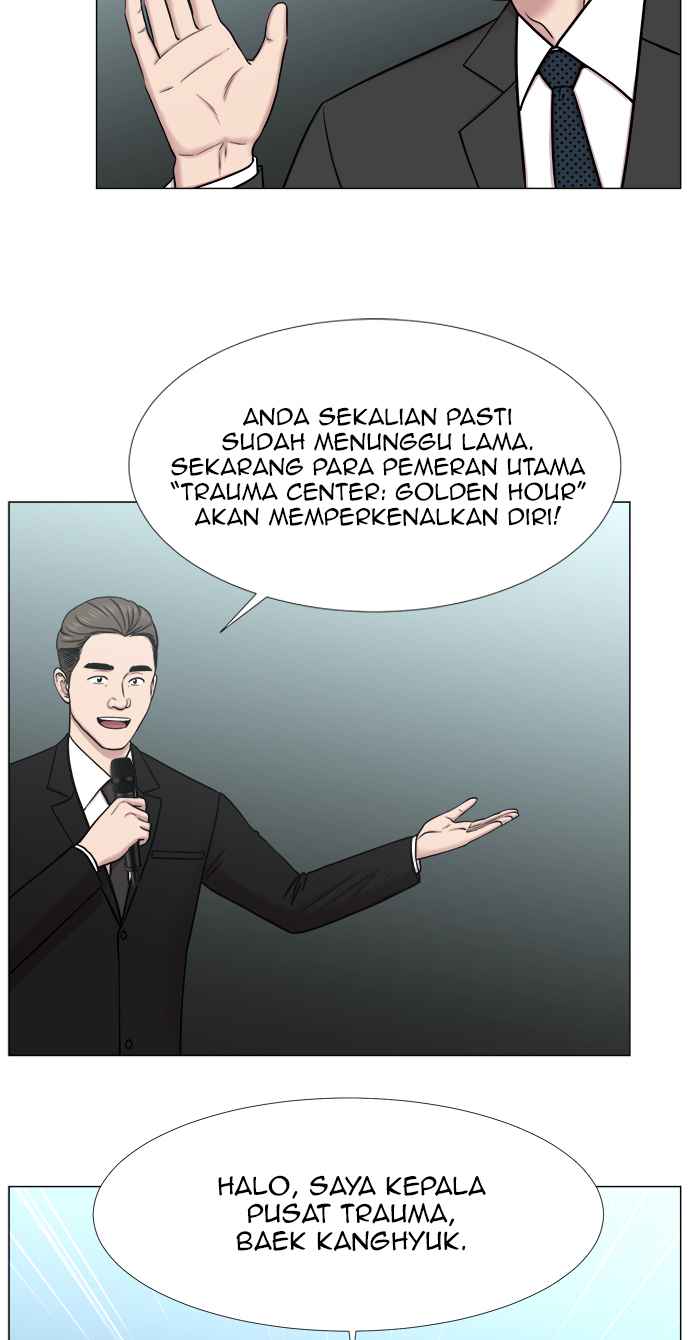 ANDA SEKALIAN PASTI
SUDAH MENUNGGU LAMA.
SEKARANG PARA PEMERAN UTAMA
“TRAUMA CENTER: GOLDEN HOUR”
AKAN MEMPERKENALKAN DIRI!
HALO, SAYA KEPALA
PUSAT TRAUMA,
BAEK KANGHYUK.